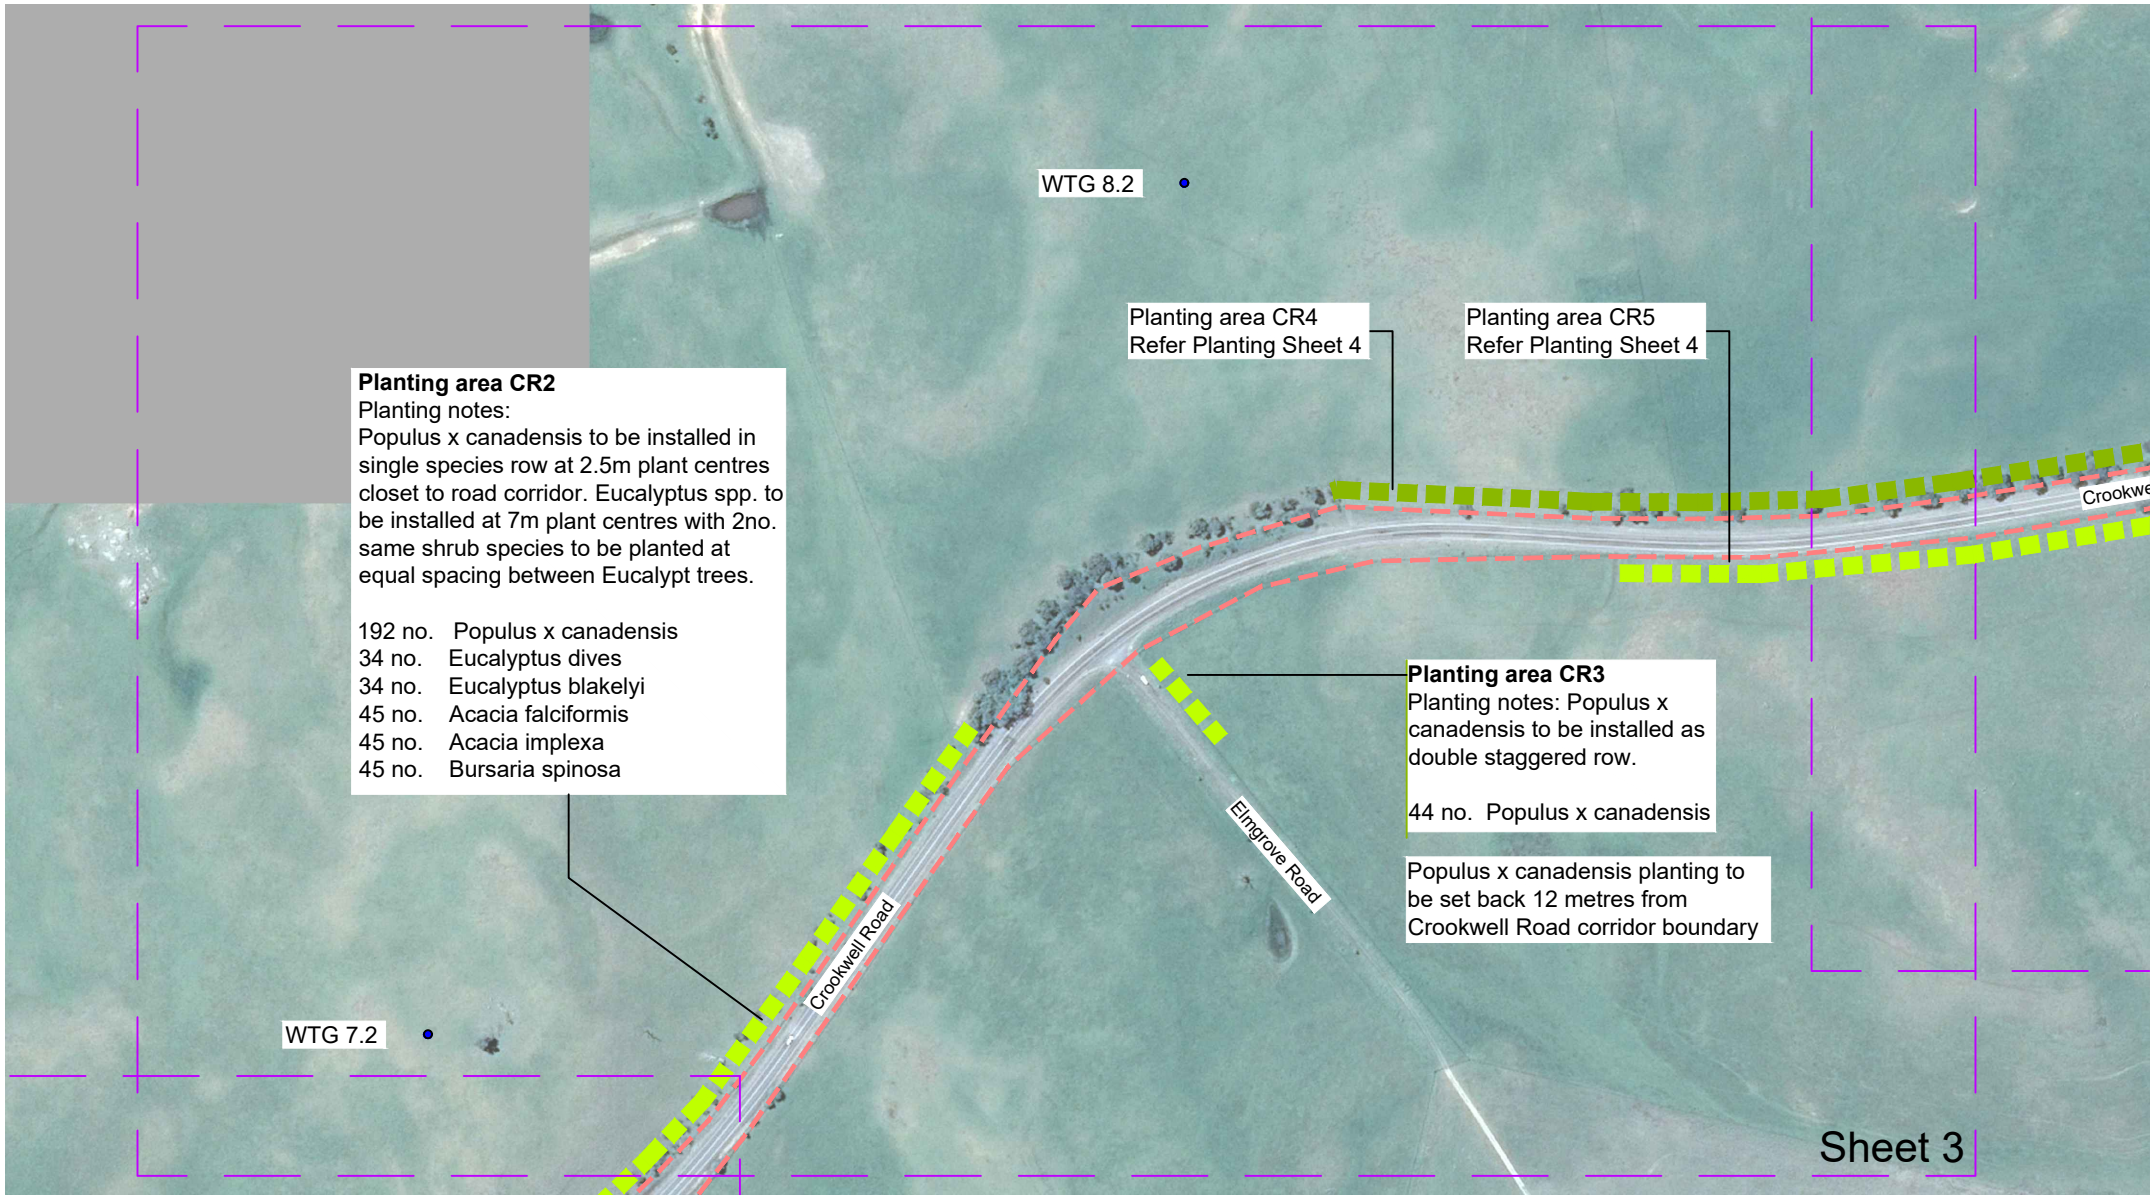 WTG 8.2
Planting area CR4
Refer Planting Sheet 4
Planting area CR5
Refer Planting Sheet 4
Planting area CR2
Planting notes:
Populus x canadensis to be installed in
single species row at 2.5m plant centres
closet to road corridor. Eucalyptus spp. to
be installed at 7m plant centres with 2no.
same shrub species to be planted at
equal spacing between Eucalypt trees.
192 no. Populus x canadensis
34 no. Eucalyptus dives
34 no. Eucalyptus blakelyi
45 no. Acacia falciformis
45 no. Acacia implexa
45 no. Bursaria spinosa
Crookwe
Planting area CR3
Planting notes: Populus x
canadensis to be installed as
double staggered row.
44 no. Populus x canadensis
Populus x canadensis planting to
be set back 12 metres from
Crookwell Road corridor boundary
Elmgrove Road
Crookwell Road
WTG 7.2
Sheet 3